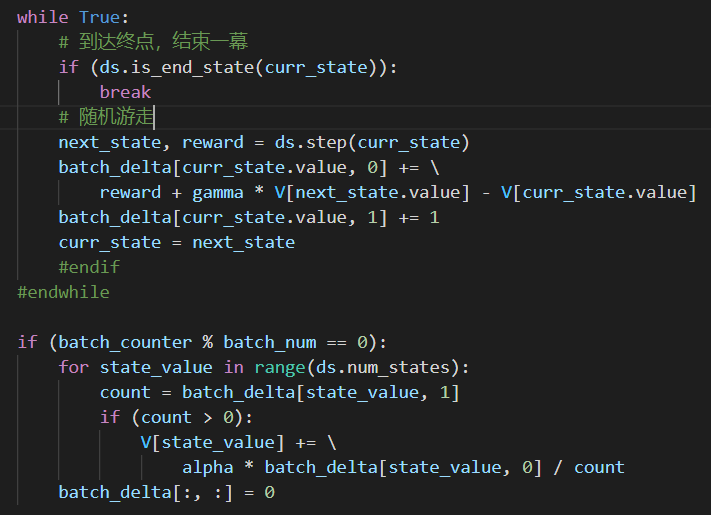 while True:
    # 到达终点，结束一幕
    if (ds.is_end_state(curr_state)):
        break
    # 随机游走
    next_state, reward = ds.step(curr_state)
    batch_delta[curr_state.value, 0] += \
        reward + gamma * V[next_state.value] - V[curr_state.value]
    batch_delta[curr_state.value, 1] += 1
    curr_state = next_state
    #endif
#endwhile

if (batch_counter % batch_num == 0):
    for state_value in range(ds.num_states):
        count = batch_delta[state_value, 1]
        if (count > 0):
            V[state_value] += \
                alpha * batch_delta[state_value, 0] / count
    batch_delta[:, :] = 0